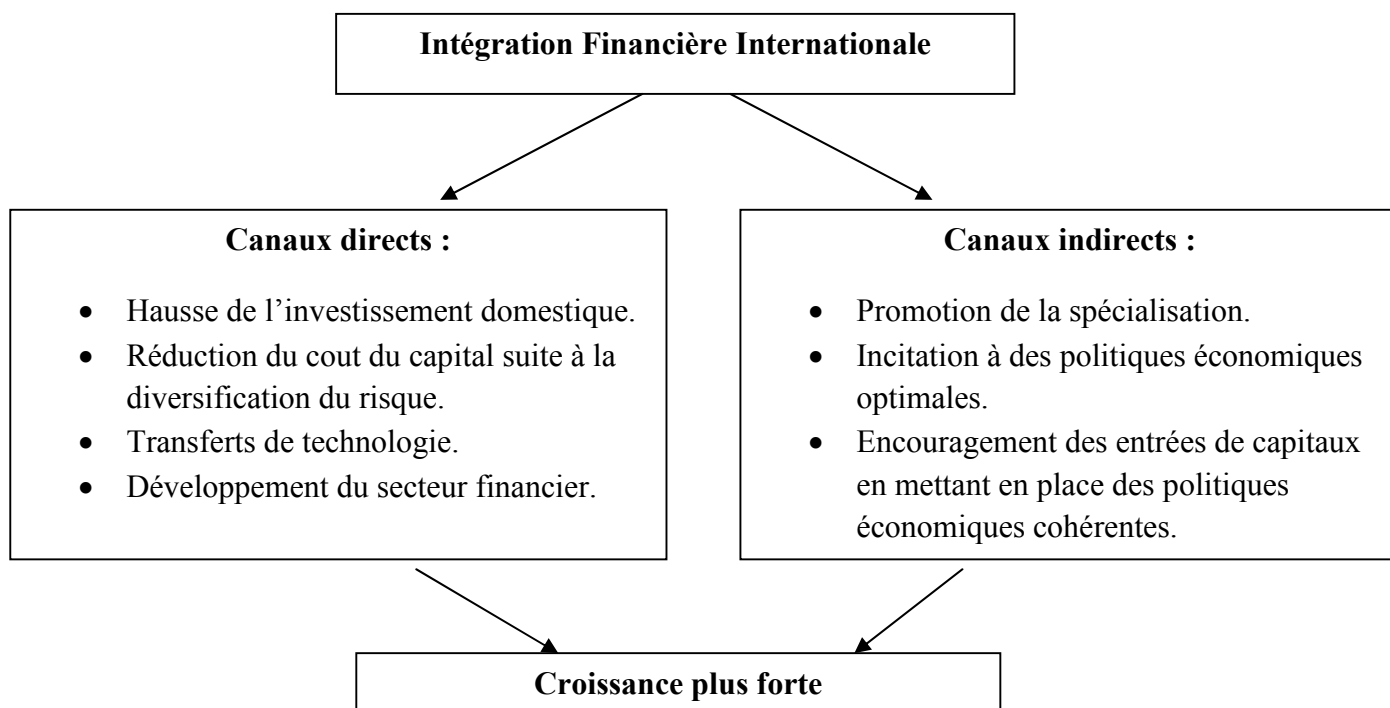 Intégration Financière Internationale
Canaux directs :
• Hausse de l’investissement domestique.
• Réduction du cout du capital suite à la
diversification du risque.
• Transferts de technologie.
• Développement du secteur financier.
Canaux indirects :
• Promotion de la spécialisation.
• Incitation à des politiques économiques
optimales.
• Encouragement des entrées de capitaux
en mettant en place des politiques
économiques cohérentes.
Croissance plus forte